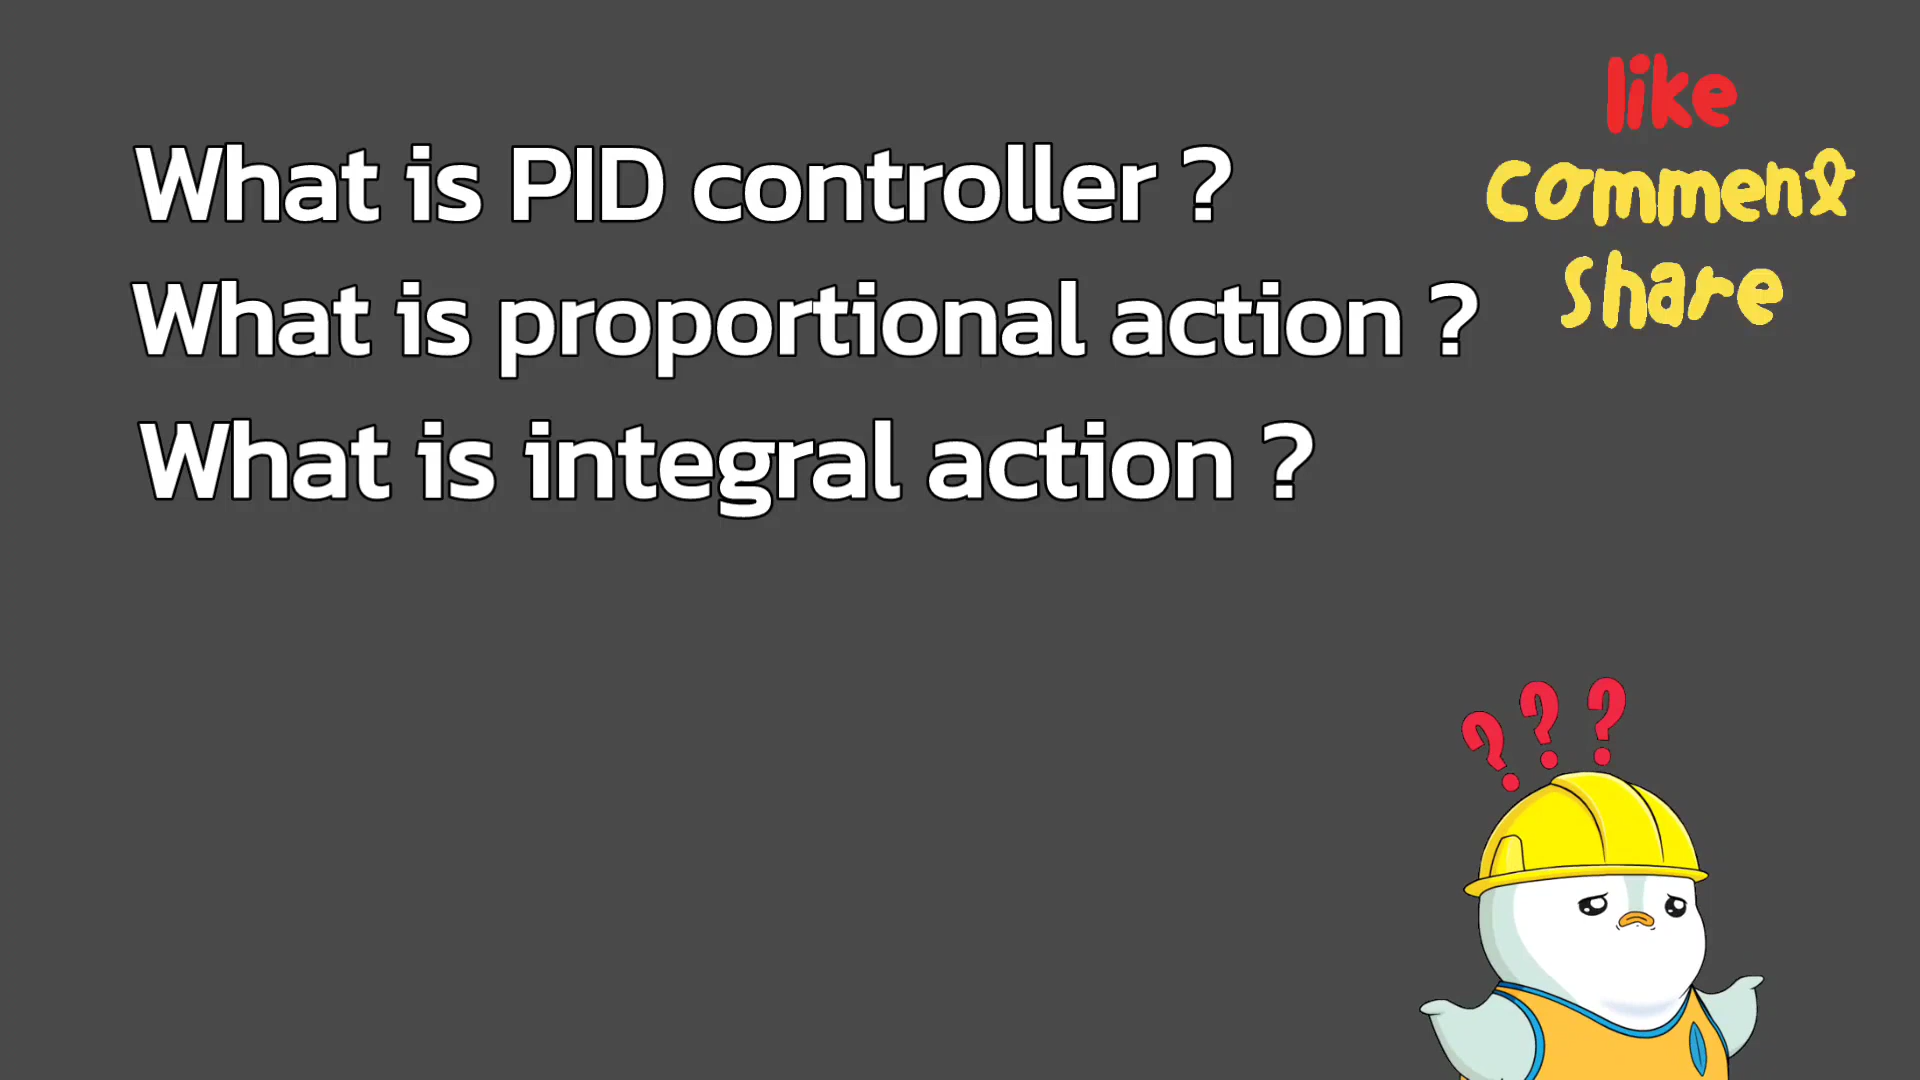 What is PID controller ?
What is proportional action ?
What is integral action ?
like
comment
share
? ? ?